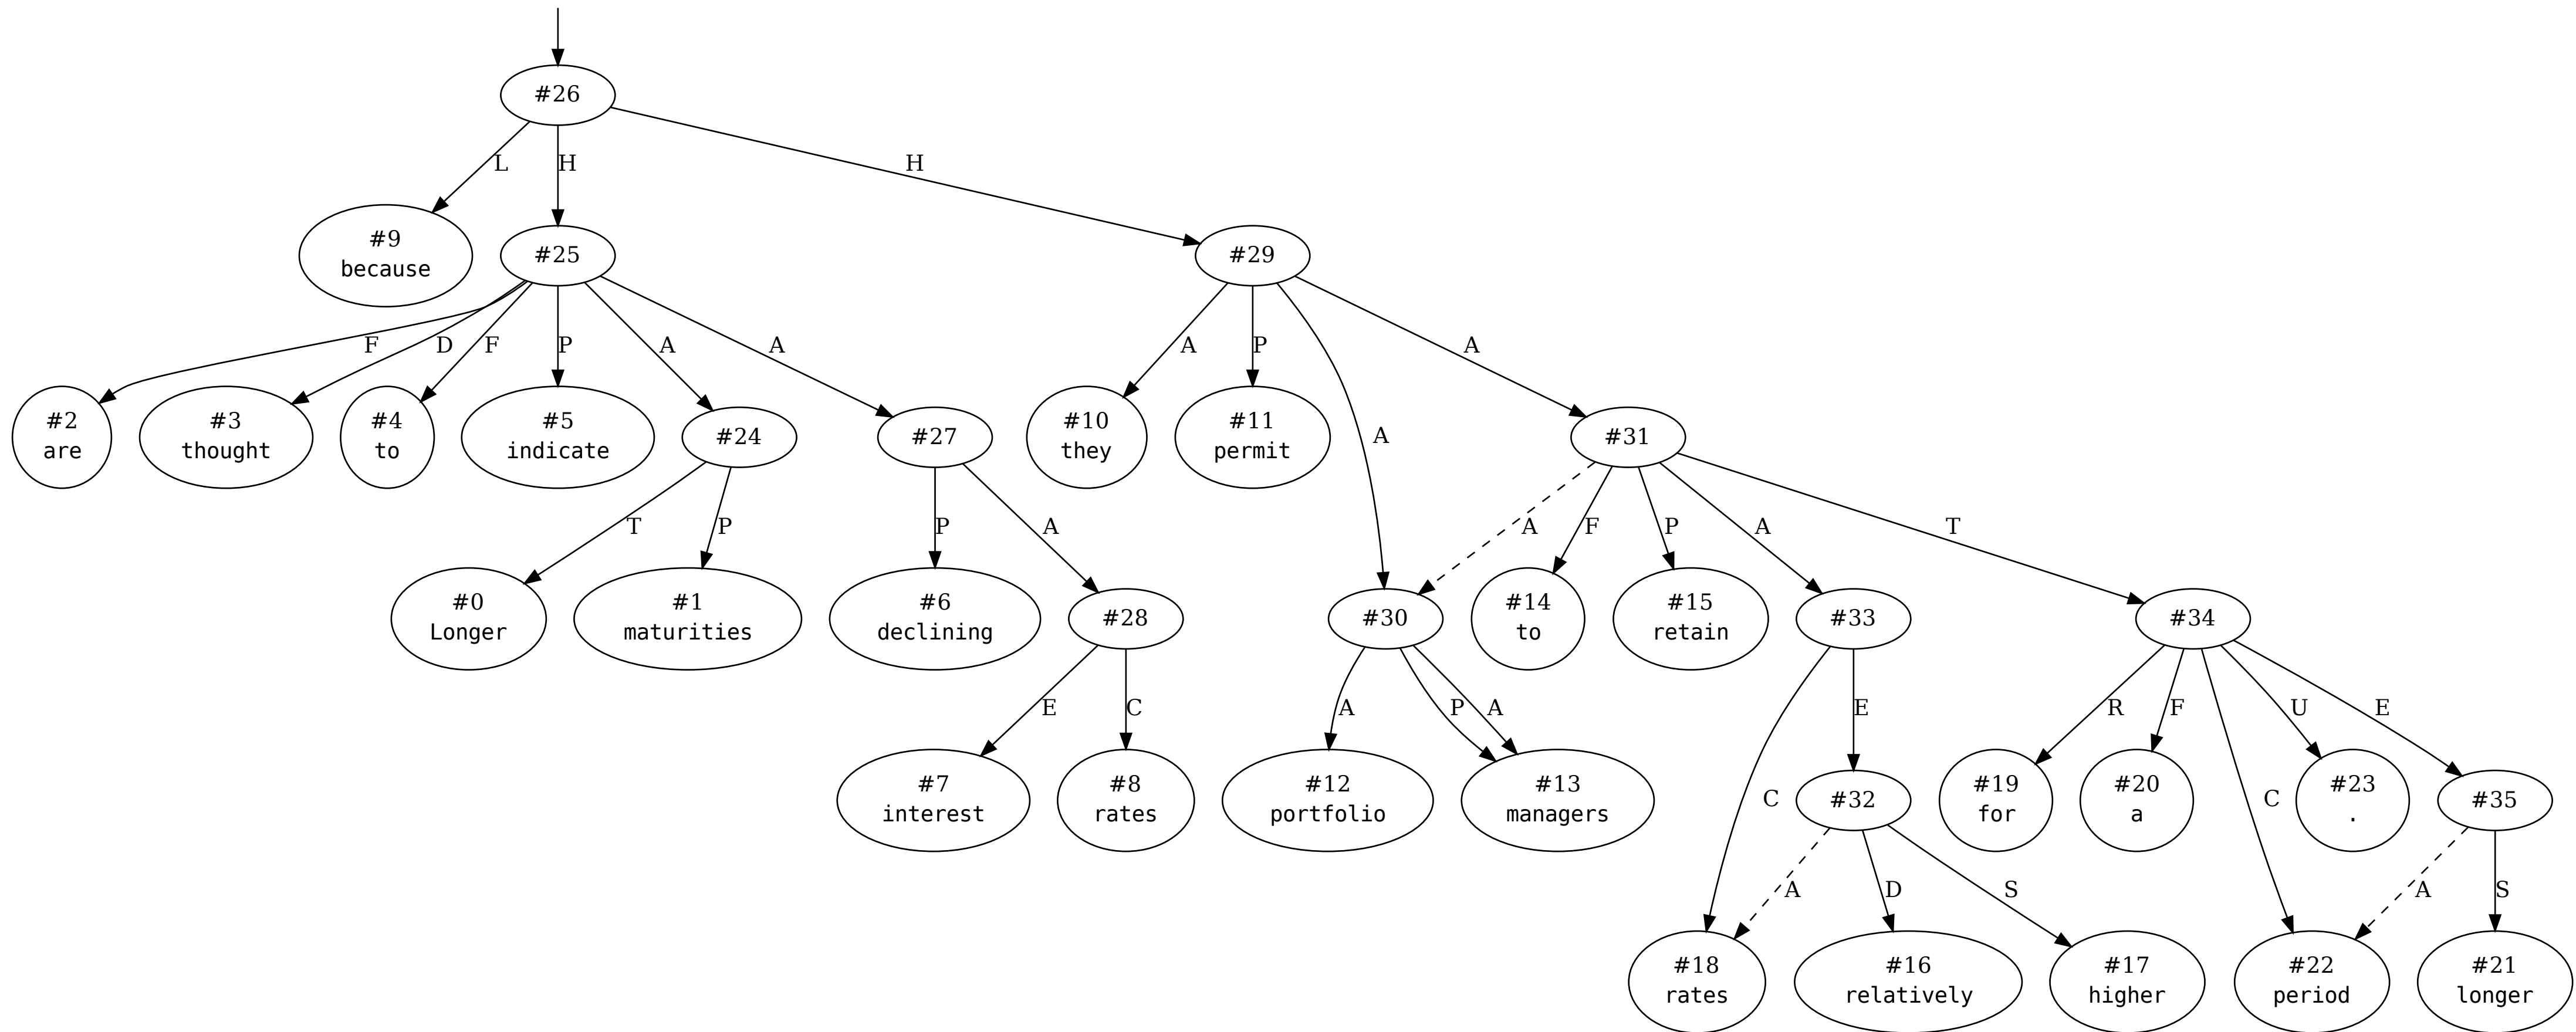 #26
L
H
H
#9
because
#25
#29
F
D
F
P
A
A
A
P
A
A
#2
are
#3
thought
#4
to
#5
indicate
#24
#27
#10
they
#11
permit
#31
T
P
P
A
A
F
P
A
T
#0
Longer
#1
maturities
#6
declining
#28
#30
#14
to
#15
retain
#33
#34
E
C
A
P
A
C
E
R
F
C
U
E
#7
interest
#8
rates
#12
portfolio
#13
managers
#32
#19
for
#20
a
#23
.
#35
A
D
S
A
S
#18
rates
#16
relatively
#17
higher
#22
period
#21
longer